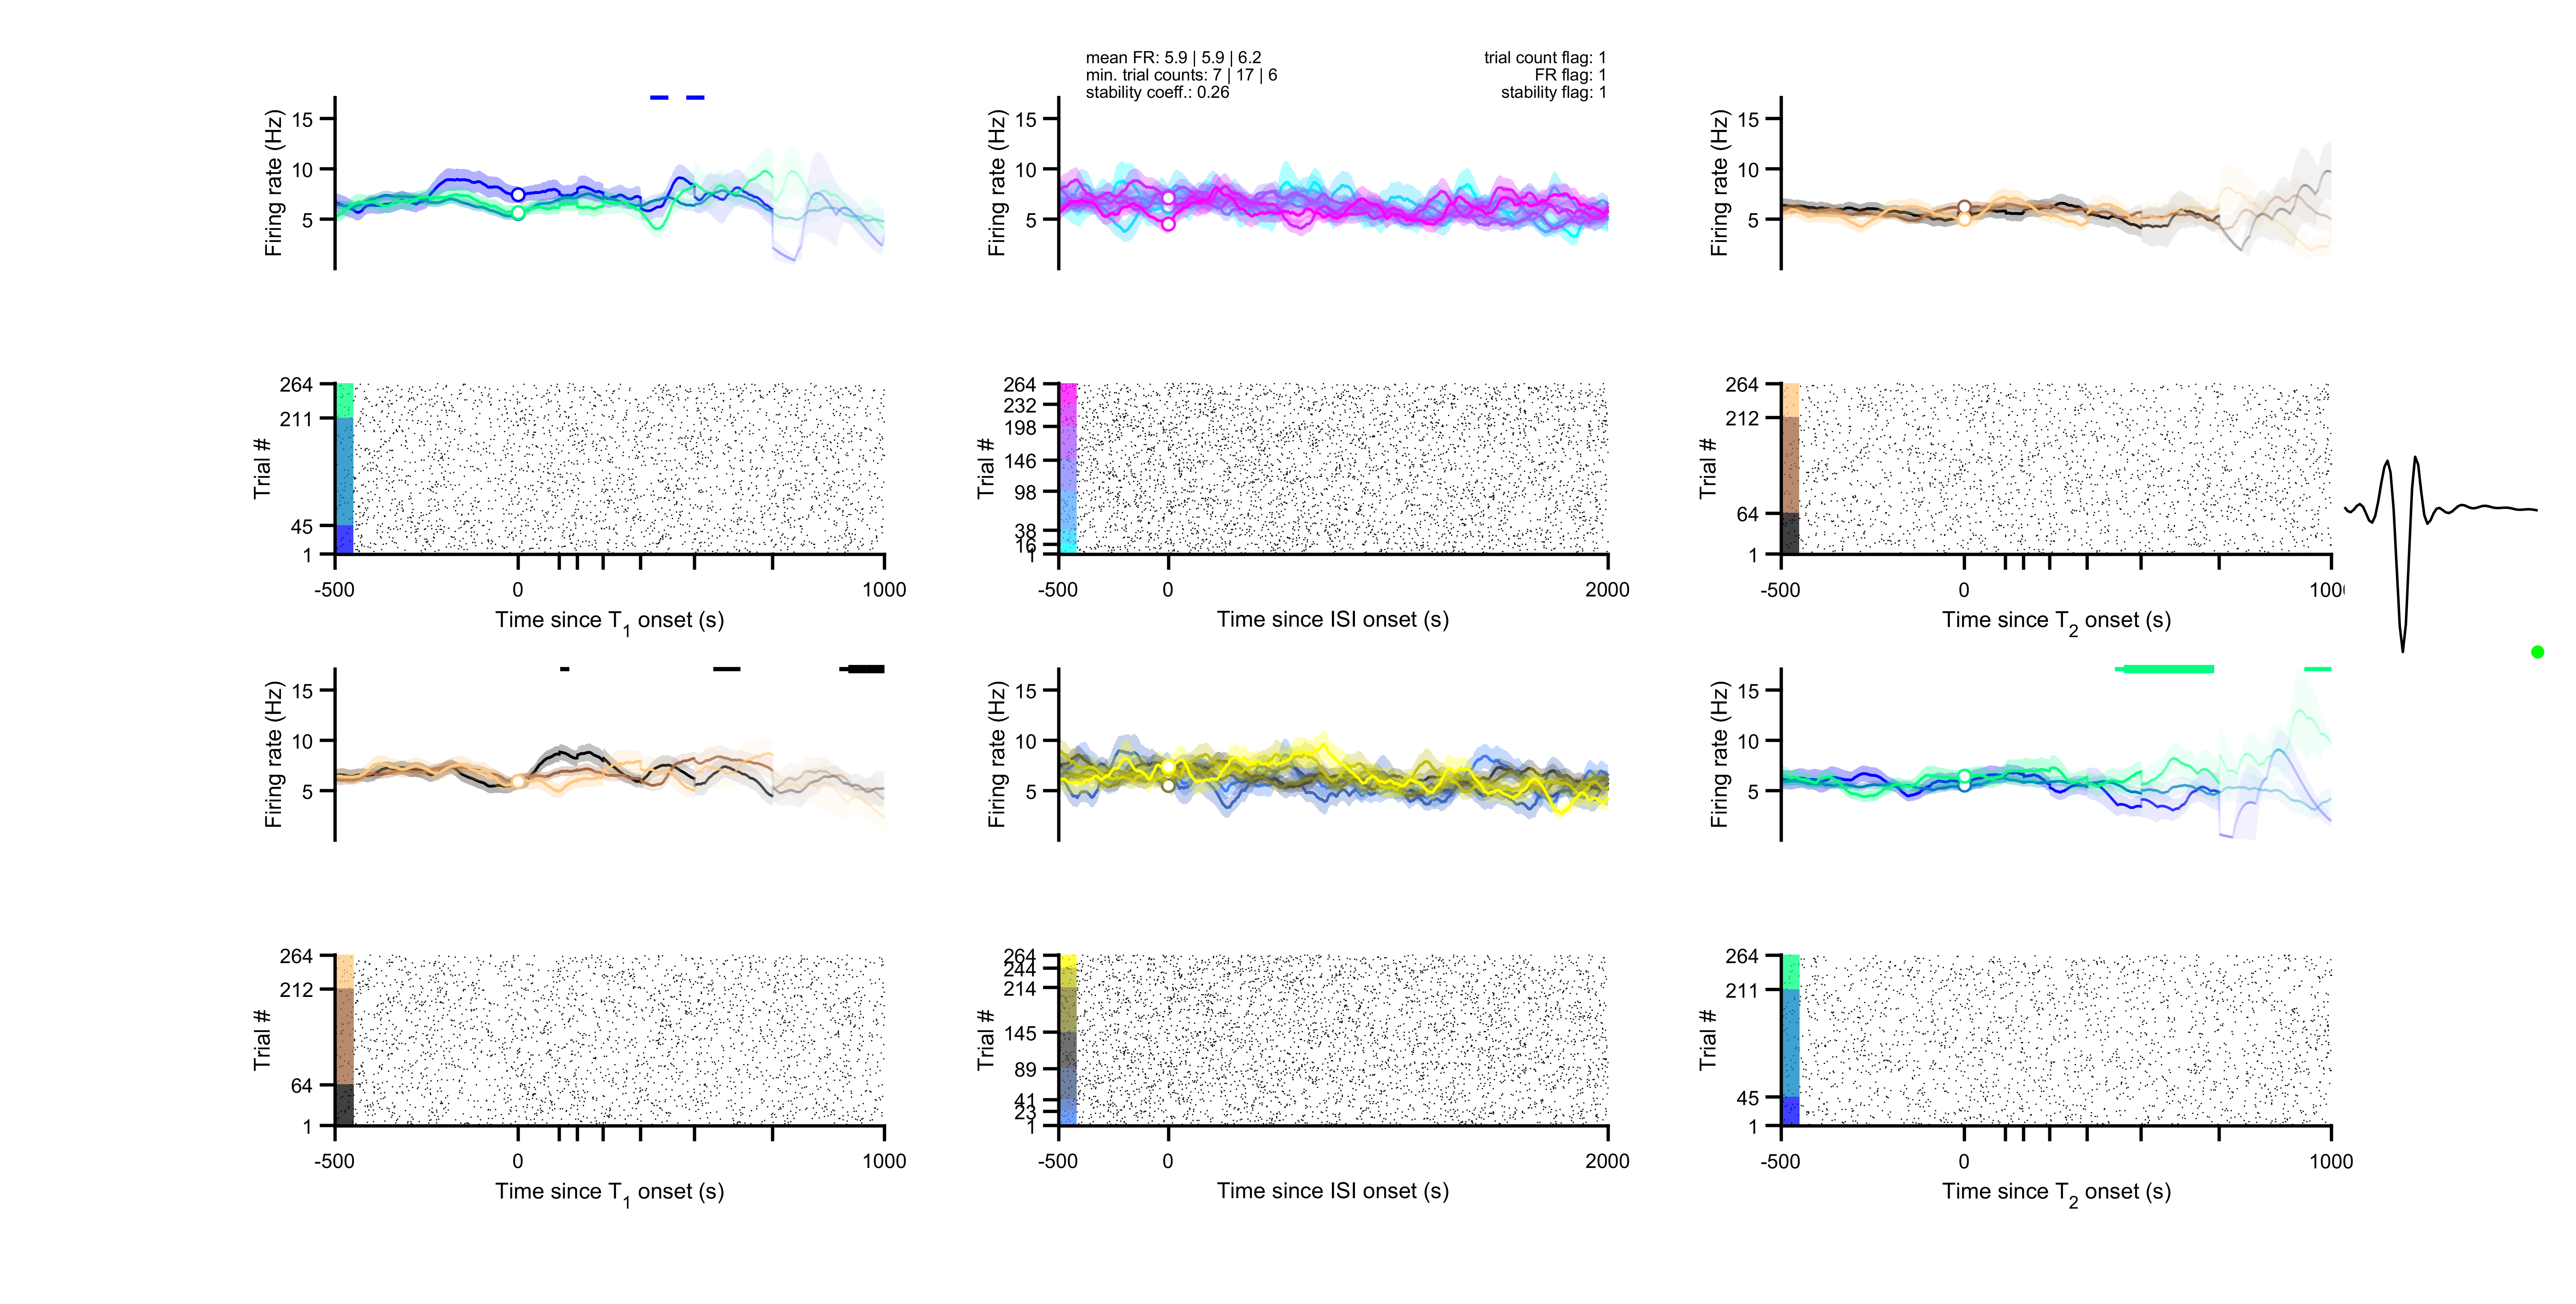 mean FR: 5.9 | 5.9 | 6.2
min. trial counts: 7 | 17 | 6
stability coeff.: 0.26
trial count flag: 1
FR flag: 1
stability flag: 1
Firing rate (Hz)
15
10
5
Firing rate (Hz)
15
10
5
Firing rate (Hz)
15
10
5
Trial #
264
211
45
1
-500
0
1000
Time since T1 onset (s)
Trial #
264
232
198
146
98
38
16
1
-500
0
2000
Time since ISI onset (s)
Trial #
264
212
64
1
-500
0
1000
Time since T2 onset (s)
Firing rate (Hz)
15
10
5
Firing rate (Hz)
15
10
5
Firing rate (Hz)
15
10
5
Trial #
264
212
64
1
-500
0
1000
Time since T1 onset (s)
Trial #
264
244
214
145
89
41
23
1
-500
0
2000
Time since ISI onset (s)
Trial #
264
211
45
1
-500
0
1000
Time since T2 onset (s)